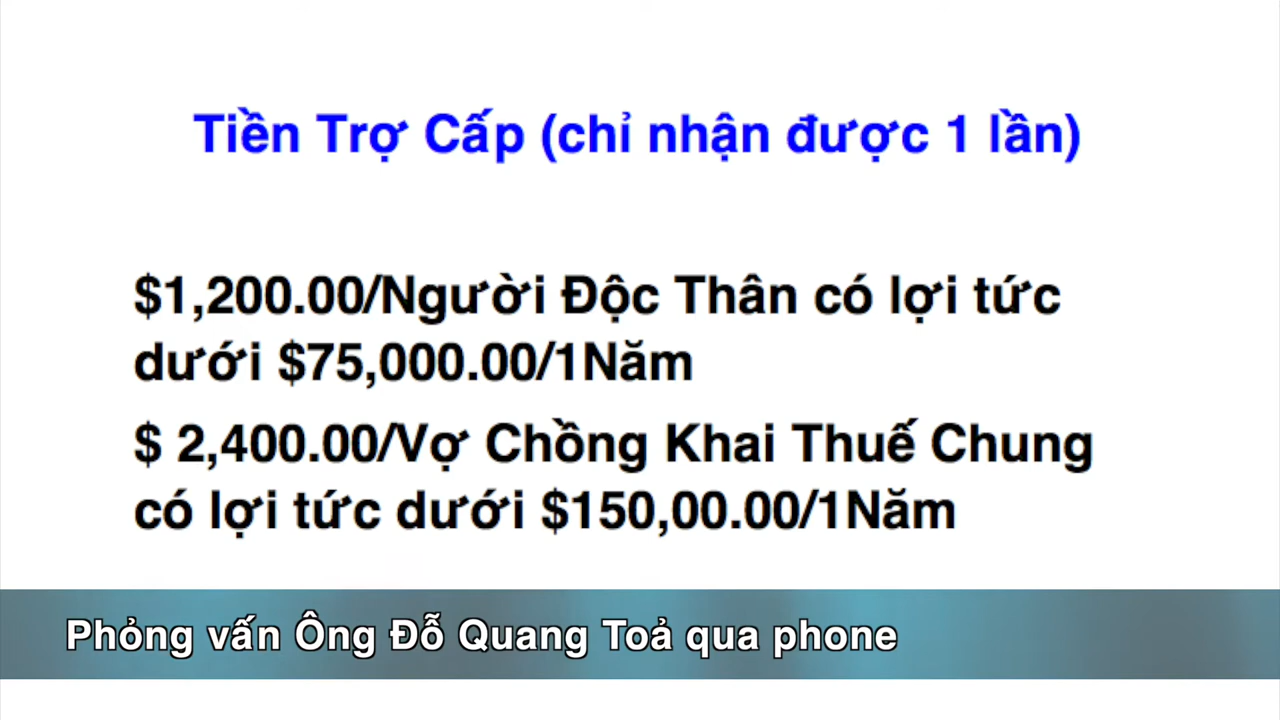 Tiền Trợ Cấp (chỉ nhận được 1 lần)
$1,200.00/Người Độc Thân có lợi tức
dưới $75,000.00/1Năm
$ 2,400.00/Vợ Chồng Khai Thuế Chung
có lợi tức dưới $150,00.00/1Năm
Phỏng vấn Ông Đỗ Quang Toả qua phone